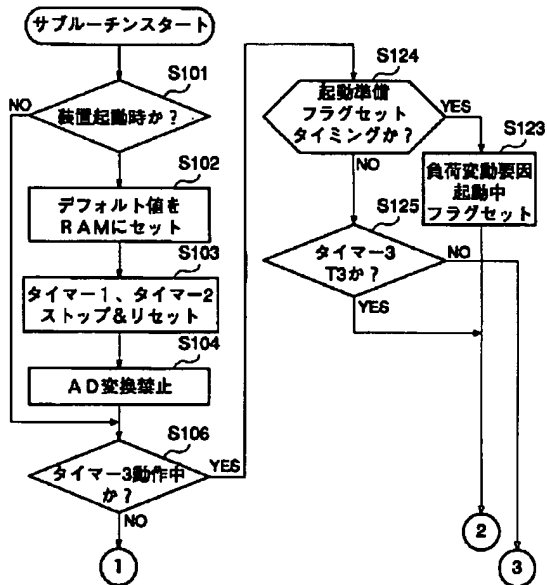 サブルーチンスタート
S101
NO
装置起動時か？
S102
デフォルト値を
RAMにセット
S103
タイマー1、タイマー2
ストップ＆リセット
S104
AD変換禁止
S106
タイマー3動作中
か？
YES
NO
1
S124
起動準備
フラグセット
タイミングか？
YES
NO
S123
負荷変動要因
起動中
フラグセット
S125
タイマー3
T3か？
NO
YES
2
3